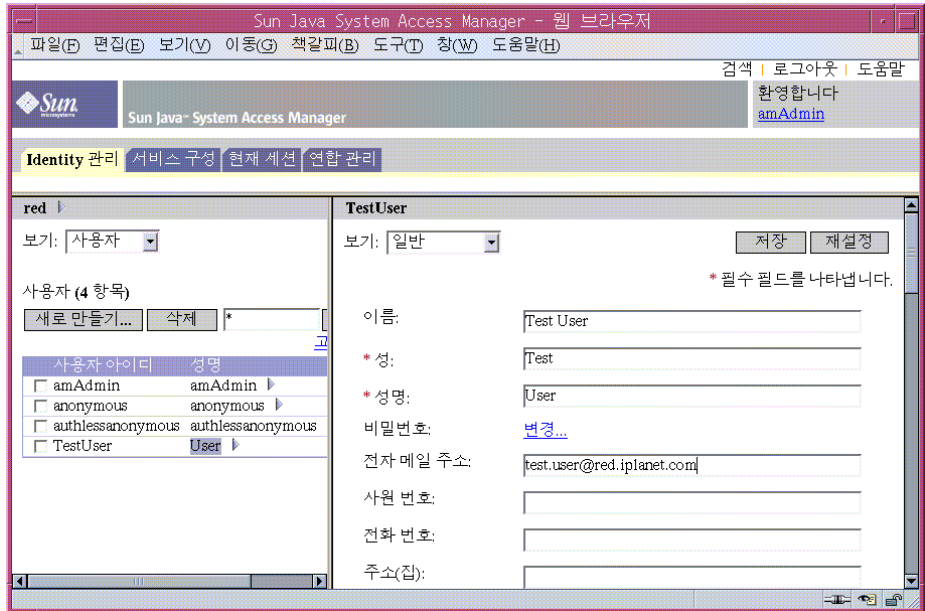 Sun Java System Access Manager - 웹 브라우저
파일(F) 편집(E) 보기(V) 이동(G) 책갈피(B) 도구(T) 창(W) 도움말(H)
검색 | 로그아웃 | 도움말
Sun
microsystems
Sun Java™ System Access Manager
환영합니다
amAdmin
Identity 관리 서비스 구성 현재 세션 연합 관리
red
보기: 사용자
사용자 (4 항목)
새로 만들기... 삭제 *
사용자 아이디 성명
amAdmin amAdmin
anonymous anonymous
authlessanonymous authlessanonymous
TestUser User
TestUser
보기: 일반 저장 재설정
* 필수 필드를 나타냅니다.
이름: Test User
* 성: Test
* 성명: User
비밀번호: 변경...
전자 메일 주소: test.user@red.iplanet.com
사원 번호:
전화 번호:
주소(집):